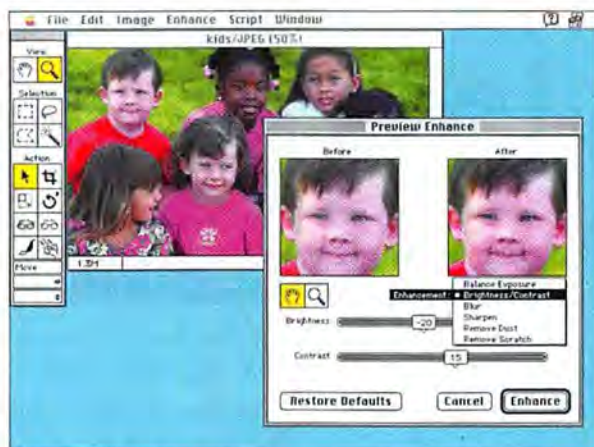 File Edit Image Enhance Script Window
kids/JPEG (50%)
View
Selection
Action
Move
1.3M
Preview Enhance
Before
After
Balance Exposure
Enhancement: Brightness/Contrast
Blur
Sharpen
Remove Dust
Remove Scratch
Brightness
-20
Contrast
15
Restore Defaults
Cancel
Enhance